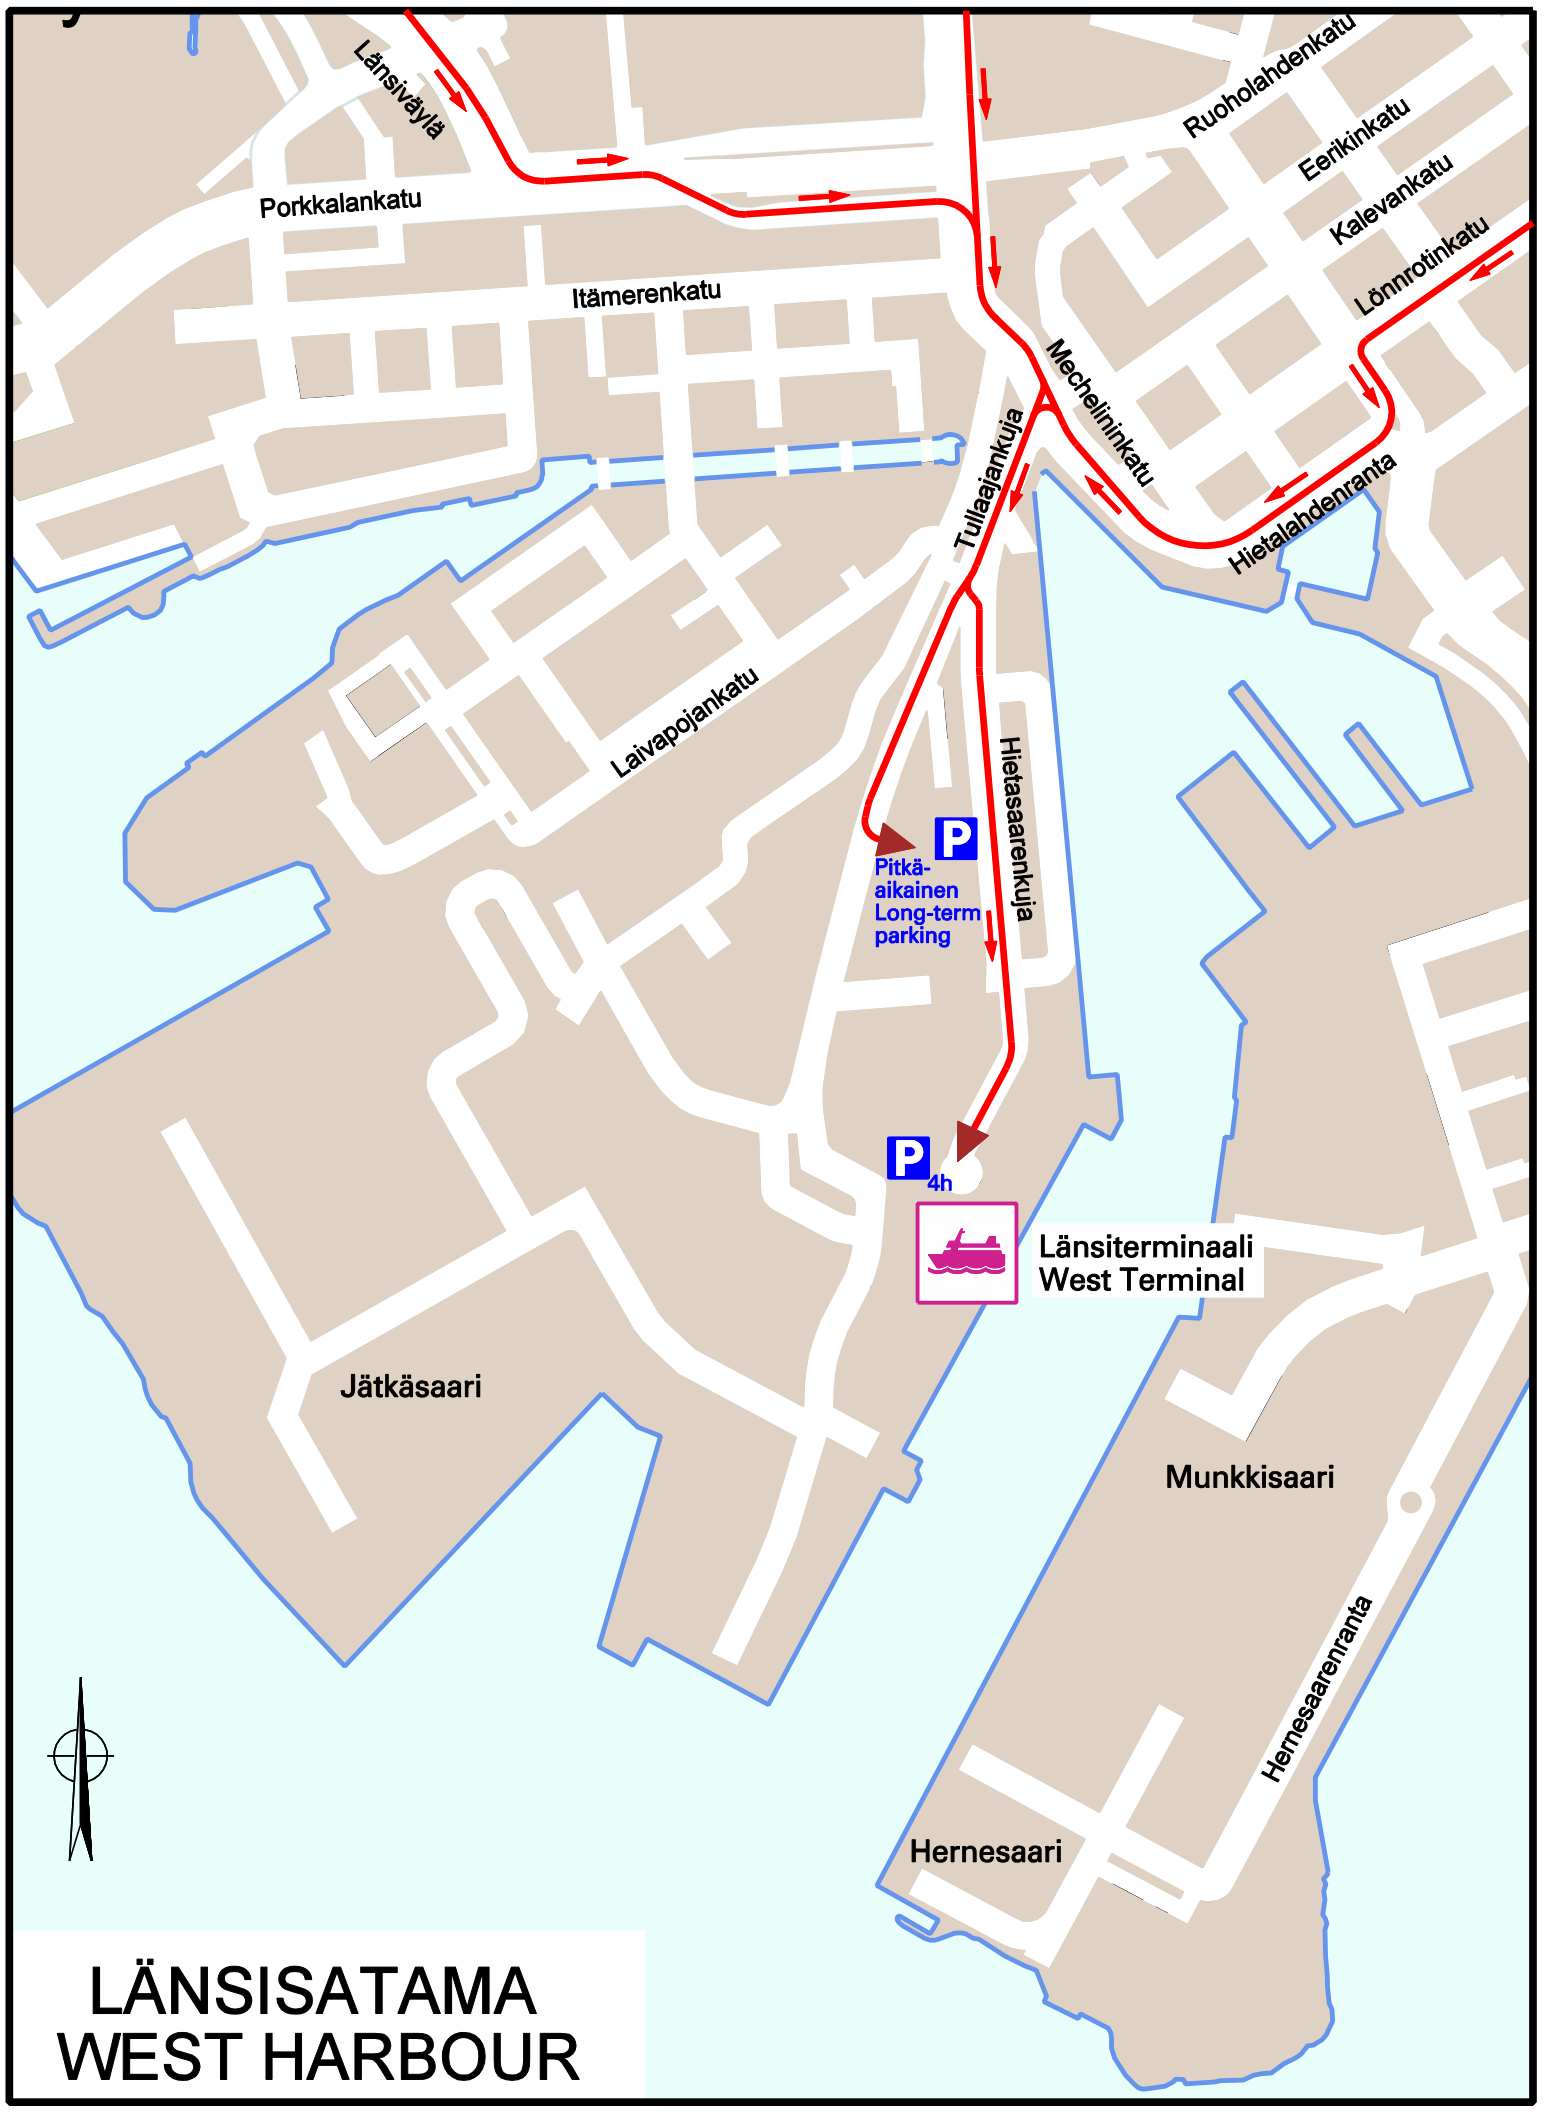 Länsiväylä
Ruoholahdenkatu
Eerikinkatu
Kalevankatu
Lönnrotinkatu
Porkkalankatu
Itämerenkatu
Mechelininkatu
Tullaajankuja
Hietalahdenranta
Laivapojankatu
Hietasaarenkuja
P
Pitkä-
aikainen
Long-term
parking
P
4h
Länsiterminaali
West Terminal
Jätkäsaari
Munkkisaari
Hernesaarenranta
Hernesaari
LÄNSISATAMA
WEST HARBOUR